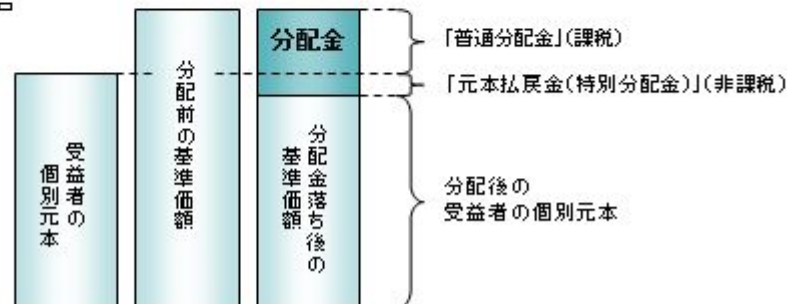 受益者の
個別元本
分配前の基準価額
分配金
分配金落ち後の
基準価額
「普通分配金」(課税)
「元本払戻金(特別分配金)」(非課税)
分配後の
受益者の個別元本